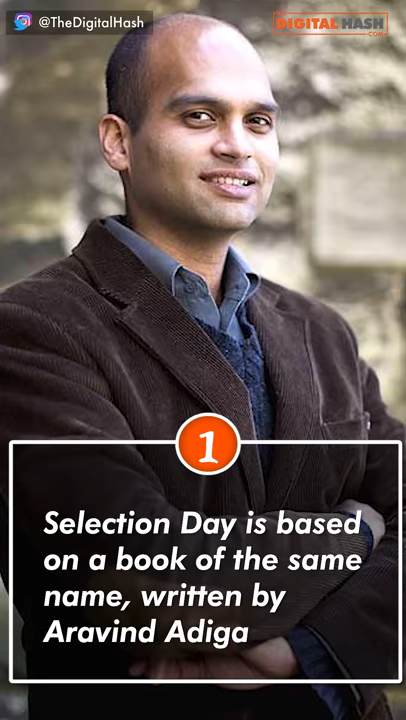 @TheDigitalHash
DIGITAL HASH
.COM
1
Selection Day is based
on a book of the same
name, written by
Aravind Adiga